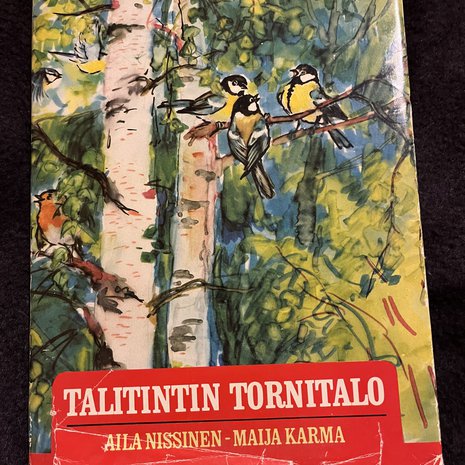 TALITINTIN TORNITALO
AILA NISSINEN - MAIJA KARMA